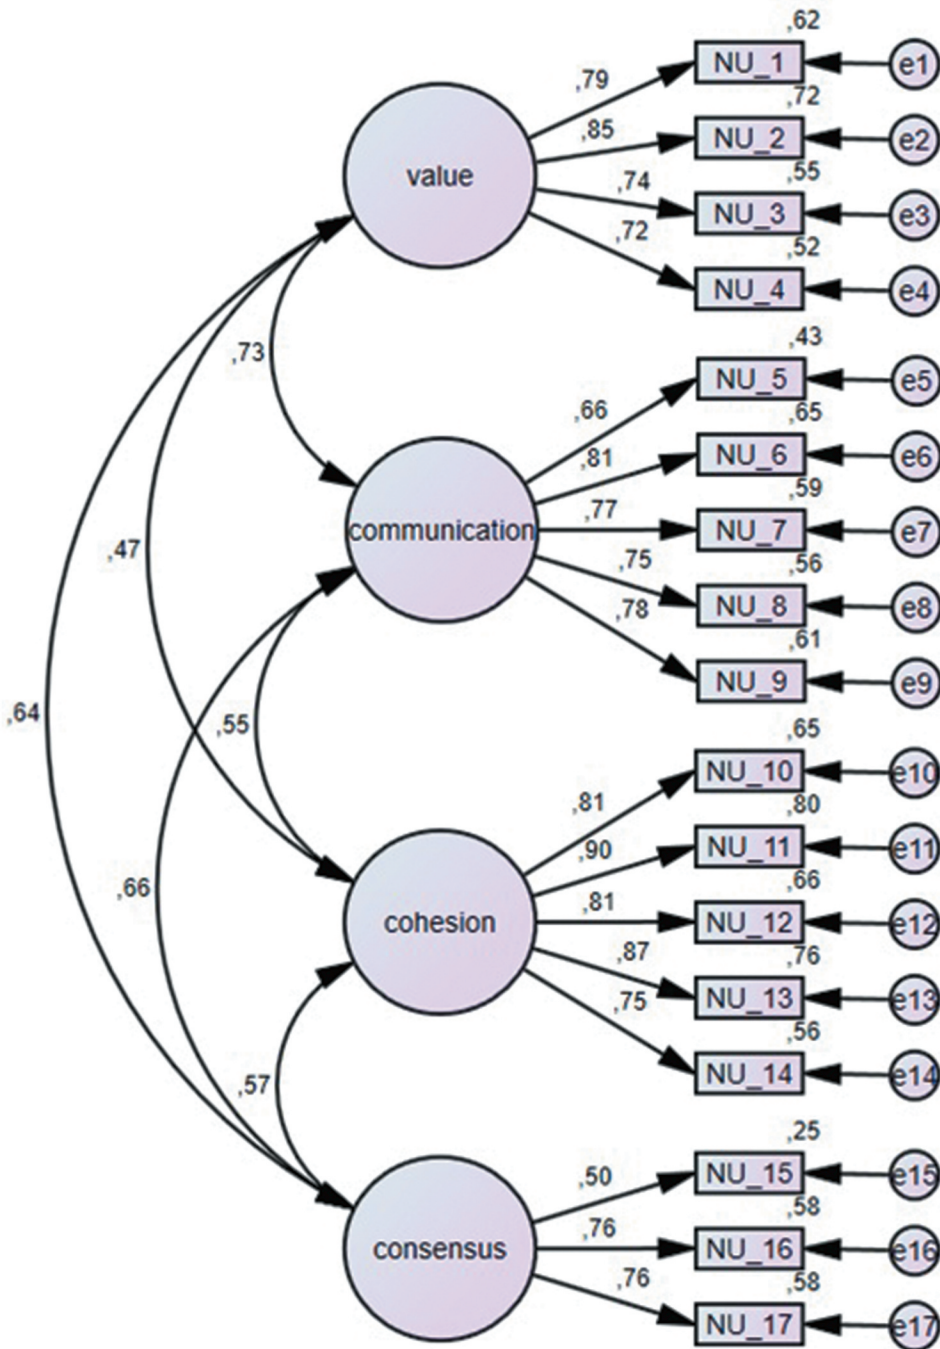 ,62
,79 NU_1 e1
,72
,85 NU_2 e2
value ,55
,74 NU_3 e3
,72 ,52
NU_4 e4
,43
,73 NU_5 e5
,66 ,65
,81 NU_6 e6
,59
communication ,77 NU_7 e7
,47 ,75 ,56
NU_8 e8
,78 ,61
NU_9 e9
,64 ,55 ,65
NU_10 e10
,81 ,80
,90 NU_11 e11
,66 ,66
cohesion ,81 NU_12 e12
,87 ,76
NU_13 e13
,75 ,56
NU_14 e14
,57
,25
,50 NU_15 e15
,58
consensus ,76 NU_16 e16
,76 ,58
NU_17 e17